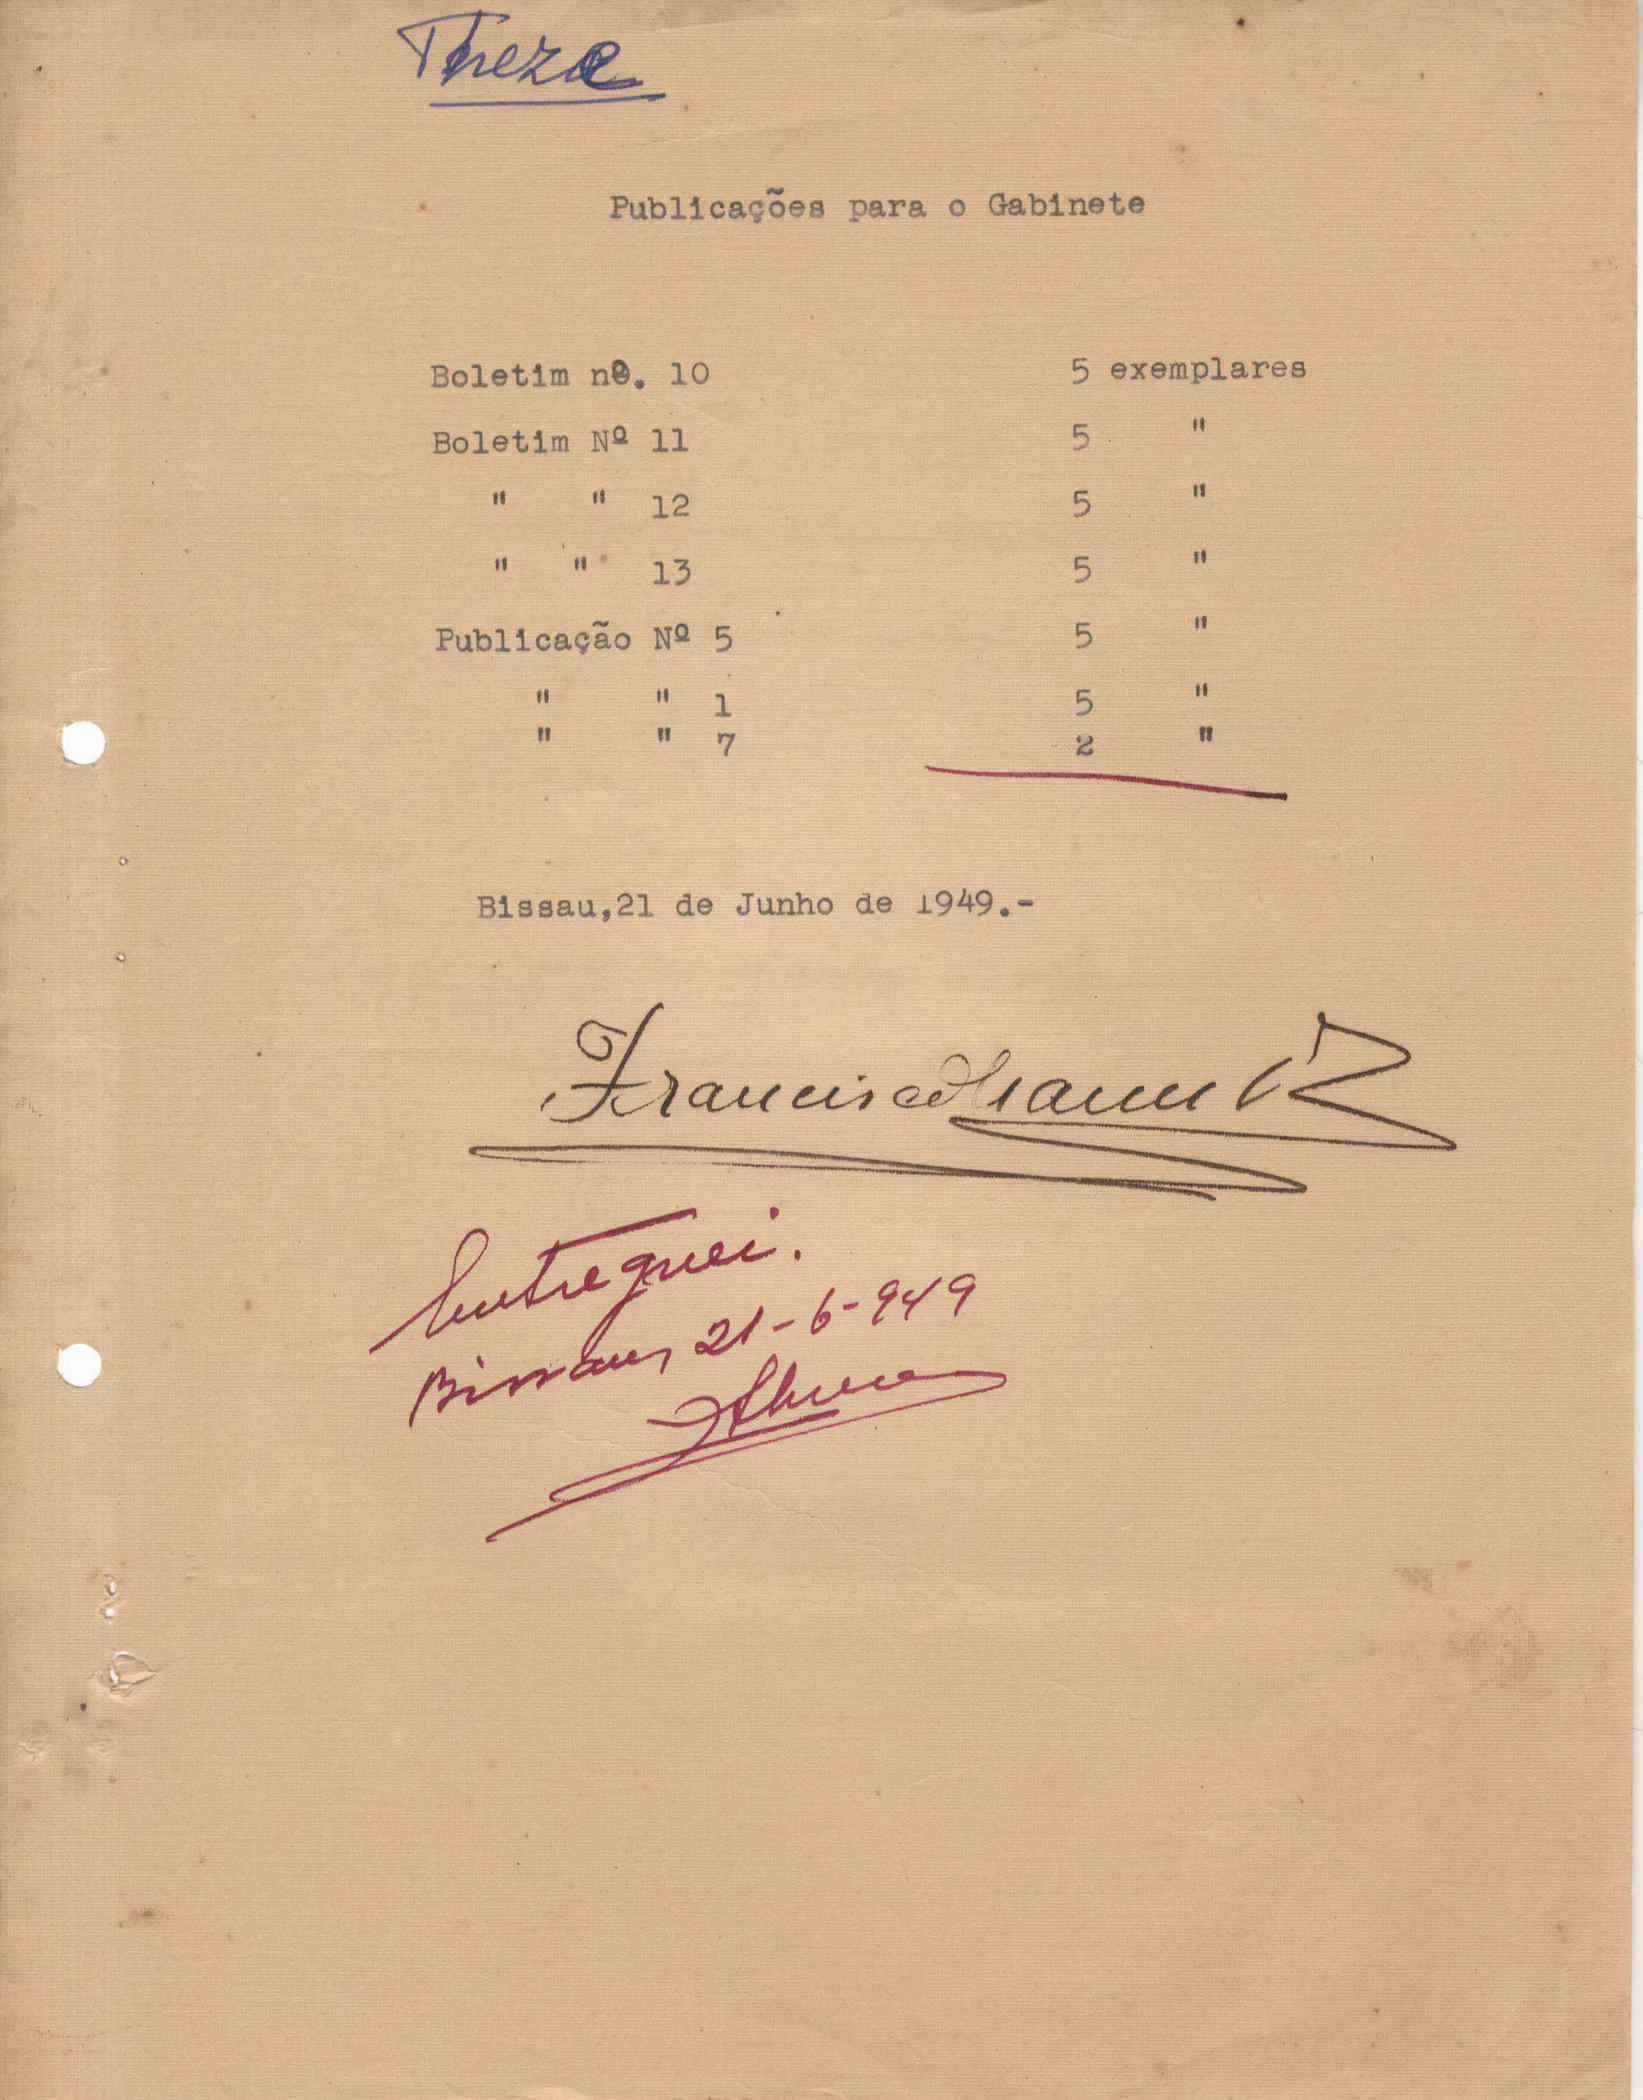 Publicações para o Gabinete
Boletim nº. 10 5 exemplares
Boletim Nº 11 5 "
" " 12 5 "
" " 13 5 "
Publicação Nº 5 5 "
" " 1 5 "
" " 7 2 "
Bissau,21 de Junho de 1949.-
Francisco
Entreguei.
Bissau, 21-6-949